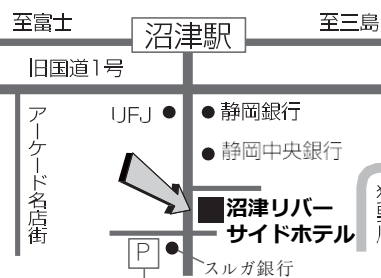 至富士
沼津駅
至三島
旧国道1号
アーケード名店街
UFJ
静岡銀行
静岡中央銀行
沼津リバー
サイドホテル
P
スルガ銀行